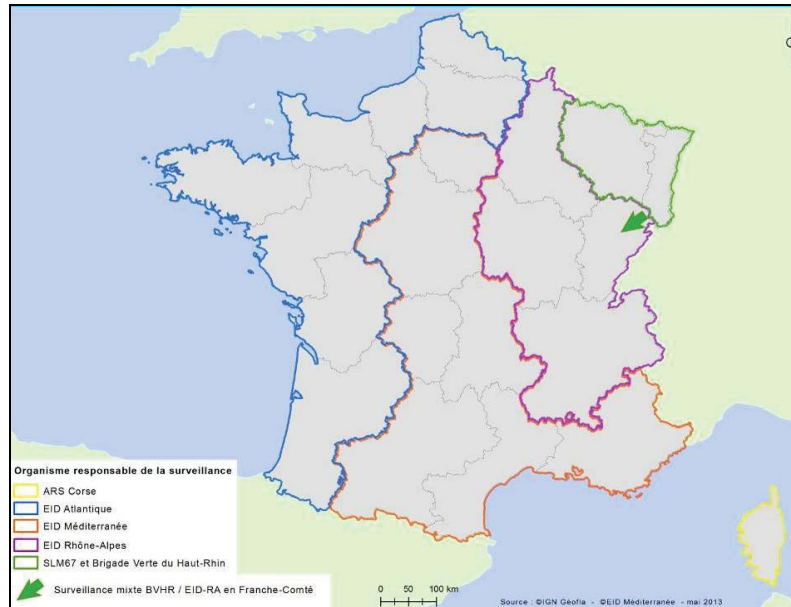 Organisme responsable de la surveillance
ARS Corse
EID Atlantique
EID Méditerranée
EID Rhône-Alpes
SLM67 et Brigade Verte du Haut-Rhin
Surveillance mixte BVHR / EID-RA en Franche-Comté
0 50 100 km
Source : ©IGN Géofla - ©EID Méditerranée - mai 2013